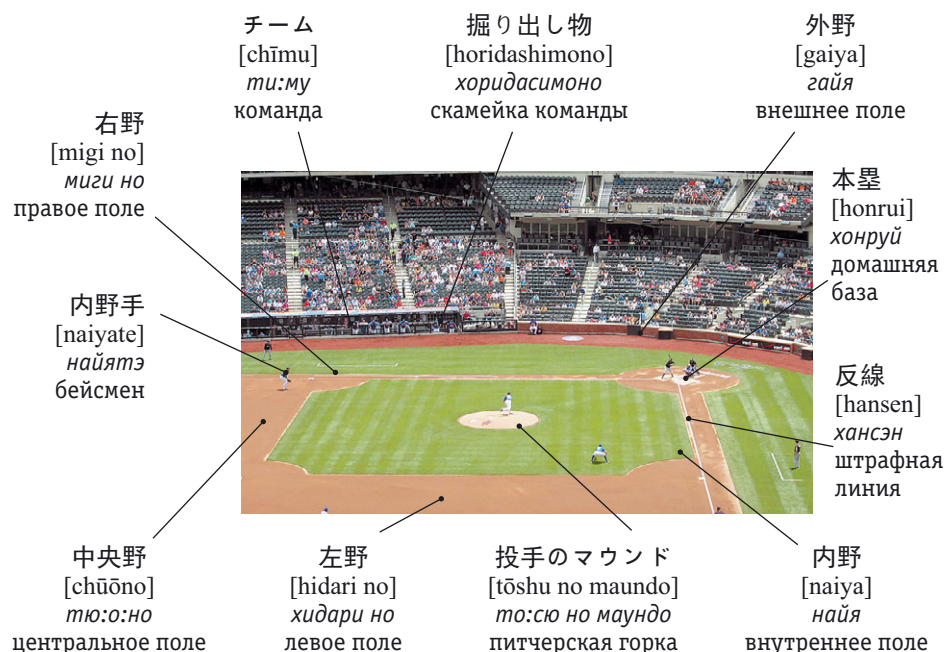 チーム
[chīmu]
ти:му
команда
掘り出し物
[horidashimono]
хоридасимоно
скамейка команды
外野
[gaiya]
гайя
внешнее поле
右野
[migi no]
миги но
правое поле
本塁
[honrui]
хонруй
домашняя
база
内野手
[naiyate]
найятэ
бейсмен
反線
[hansen]
хансэн
штрафная
линия
中央野
[chūōno]
тю:о:но
центральное поле
左野
[hidari no]
хидари но
левое поле
投手のマウンド
[tōshu no maundo]
то:сю но маундо
питчерская горка
内野
[naiya]
найя
внутреннее поле